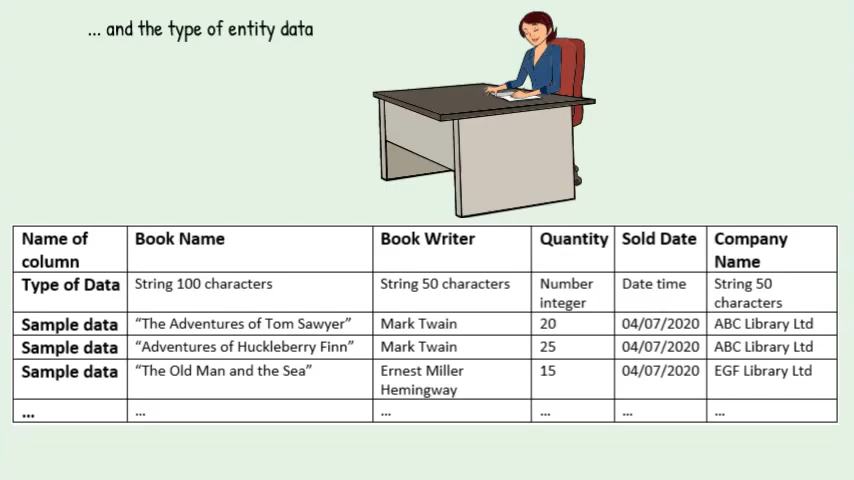 ... and the type of entity data
Name of column Book Name Book Writer Quantity Sold Date Company Name
Type of Data String 100 characters String 50 characters Number integer Date time String 50 characters
Sample data “The Adventures of Tom Sawyer” Mark Twain 20 04/07/2020 ABC Library Ltd
Sample data “Adventures of Huckleberry Finn” Mark Twain 25 04/07/2020 ABC Library Ltd
Sample data “The Old Man and the Sea” Ernest Miller Hemingway 15 04/07/2020 EGF Library Ltd
... ... ... ... ... ...